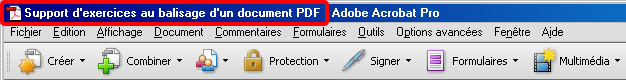 Support d'exercices au balisage d'un document PDF - Adobe Acrobat Pro
Fichier Edition Affichage Document Commentaires Formulaires Outils Options avancées Fenêtre Aide
Créer Combiner Protection Signer Formulaires Multimédia